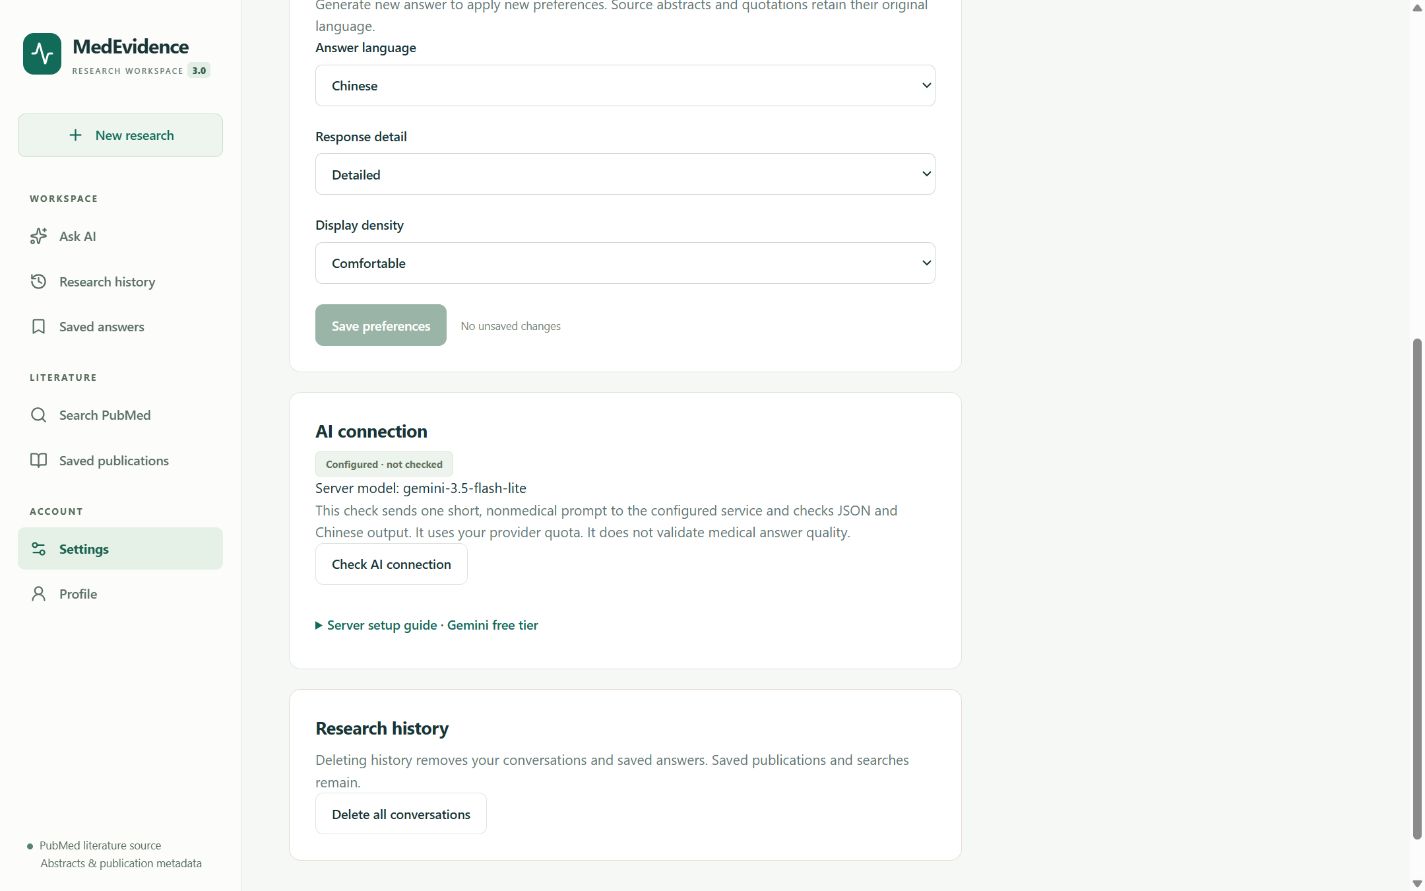 MedEvidence
RESEARCH WORKSPACE 3.0
New research
WORKSPACE
Ask AI
Research history
Saved answers
LITERATURE
Search PubMed
Saved publications
ACCOUNT
Settings
Profile
PubMed literature source
Abstracts & publication metadata
Generate new answer to apply new preferences. Source abstracts and quotations retain their original
language.
Answer language
Chinese
Response detail
Detailed
Display density
Comfortable
Save preferences
No unsaved changes
AI connection
Configured · not checked
Server model: gemini-3.5-flash-lite
This check sends one short, nonmedical prompt to the configured service and checks JSON and
Chinese output. It uses your provider quota. It does not validate medical answer quality.
Check AI connection
Server setup guide · Gemini free tier
Research history
Deleting history removes your conversations and saved answers. Saved publications and searches
remain.
Delete all conversations